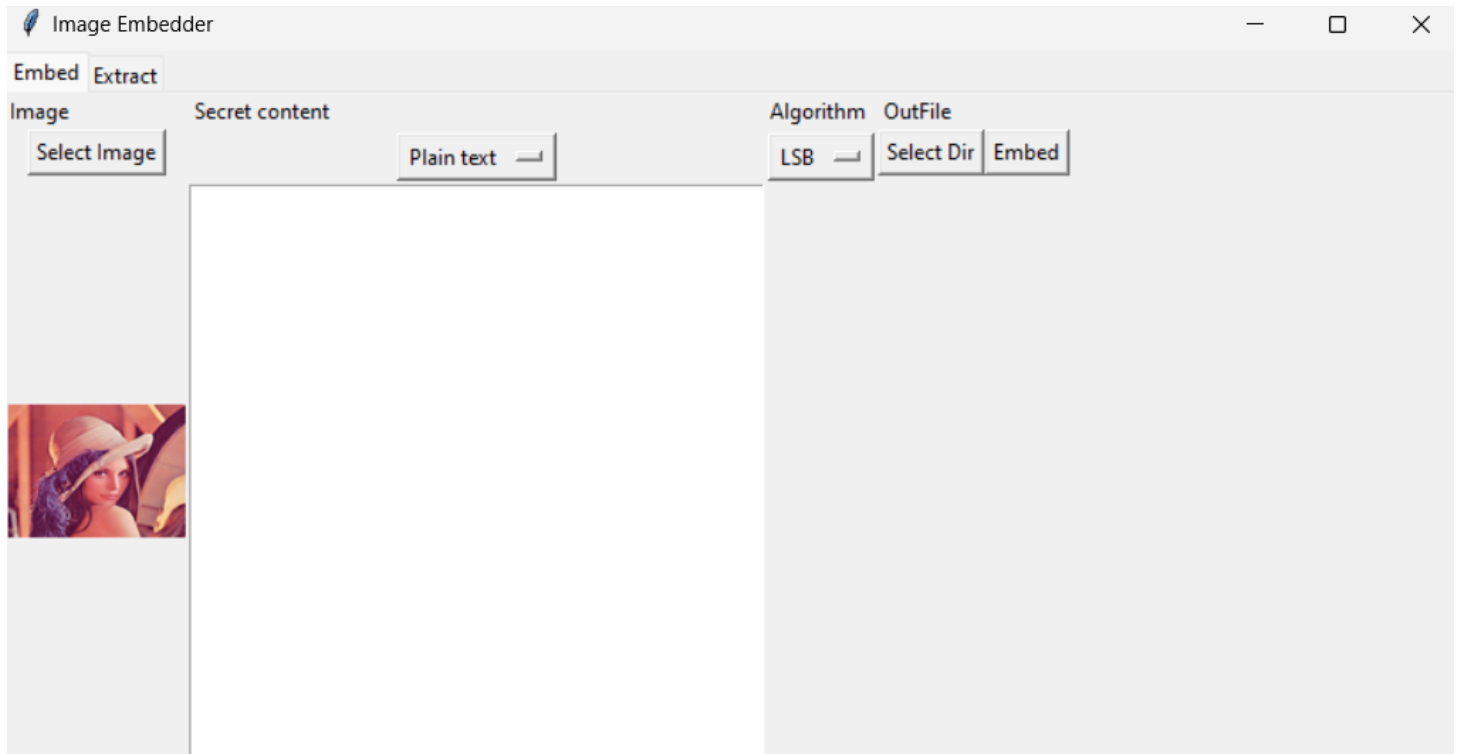 Image Embedder
Embed Extract
Image Secret content Algorithm OutFile
Select Image Plain text LSB Select Dir Embed